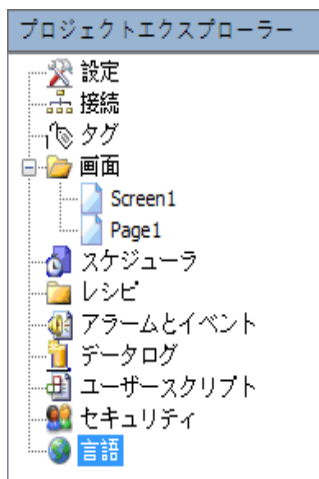 プロジェクトエクスプローラー
設定
接続
タグ
画面
Screen1
Page1
スケジューラ
レシピ
アラームとイベント
データログ
ユーザースクリプト
セキュリティ
言語